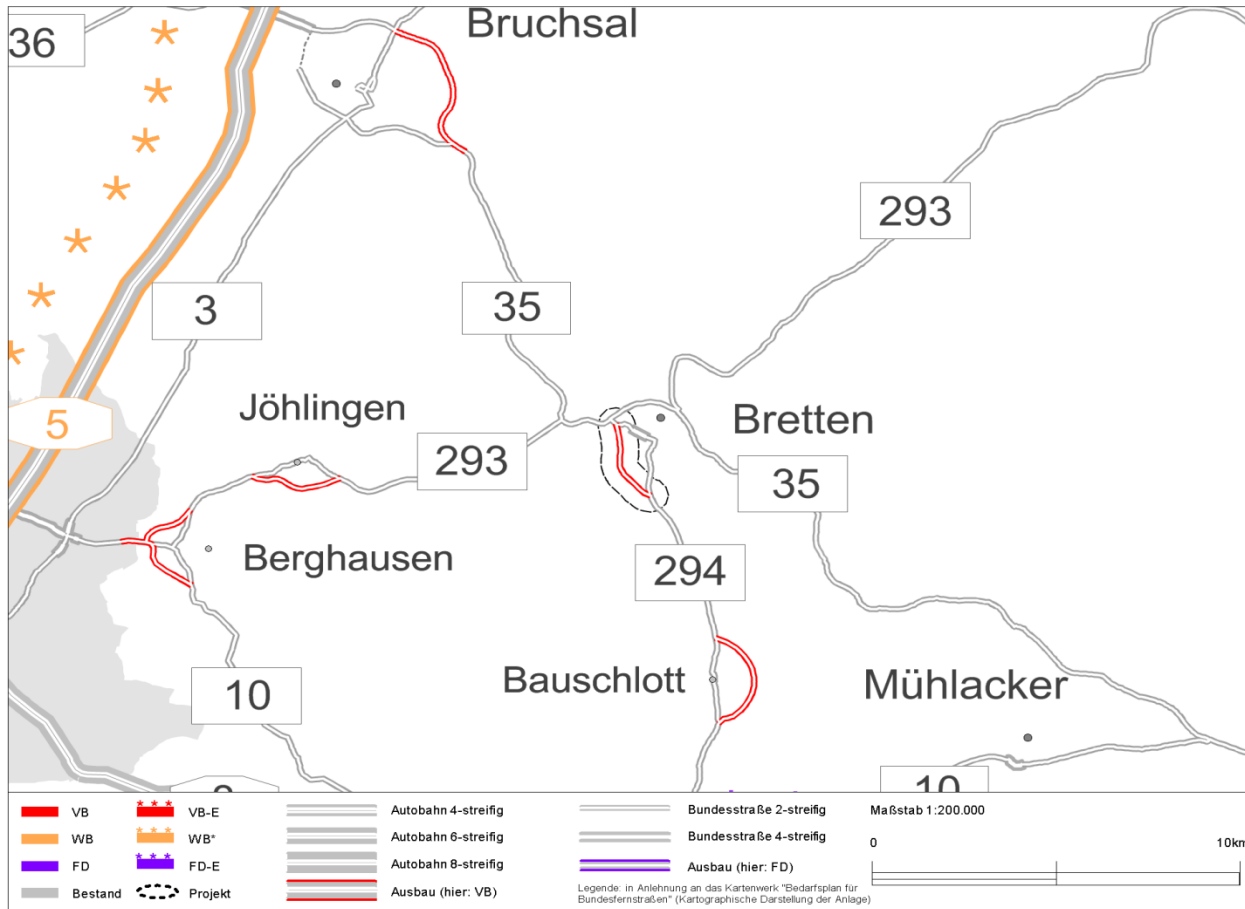 Bruchsal
36
293
3
35
Jöhlingen
5
Bretten
293
35
Berghausen
294
10
Bauschlott
Mühlacker
10
VB
VB-E
Autobahn 4-streifig
Bundesstraße 2-streifig
Maßstab 1:200.000
WB
WB*
Autobahn 6-streifig
Bundesstraße 4-streifig
0
10km
FD
FD-E
Autobahn 8-streifig
Ausbau (hier: FD)
Bestand
Projekt
Ausbau (hier: VB)
Legende: in Anlehnung an das Kartenwerk "Bedarfsplan für
Bundesfernstraßen" (Kartographische Darstellung der Anlage)